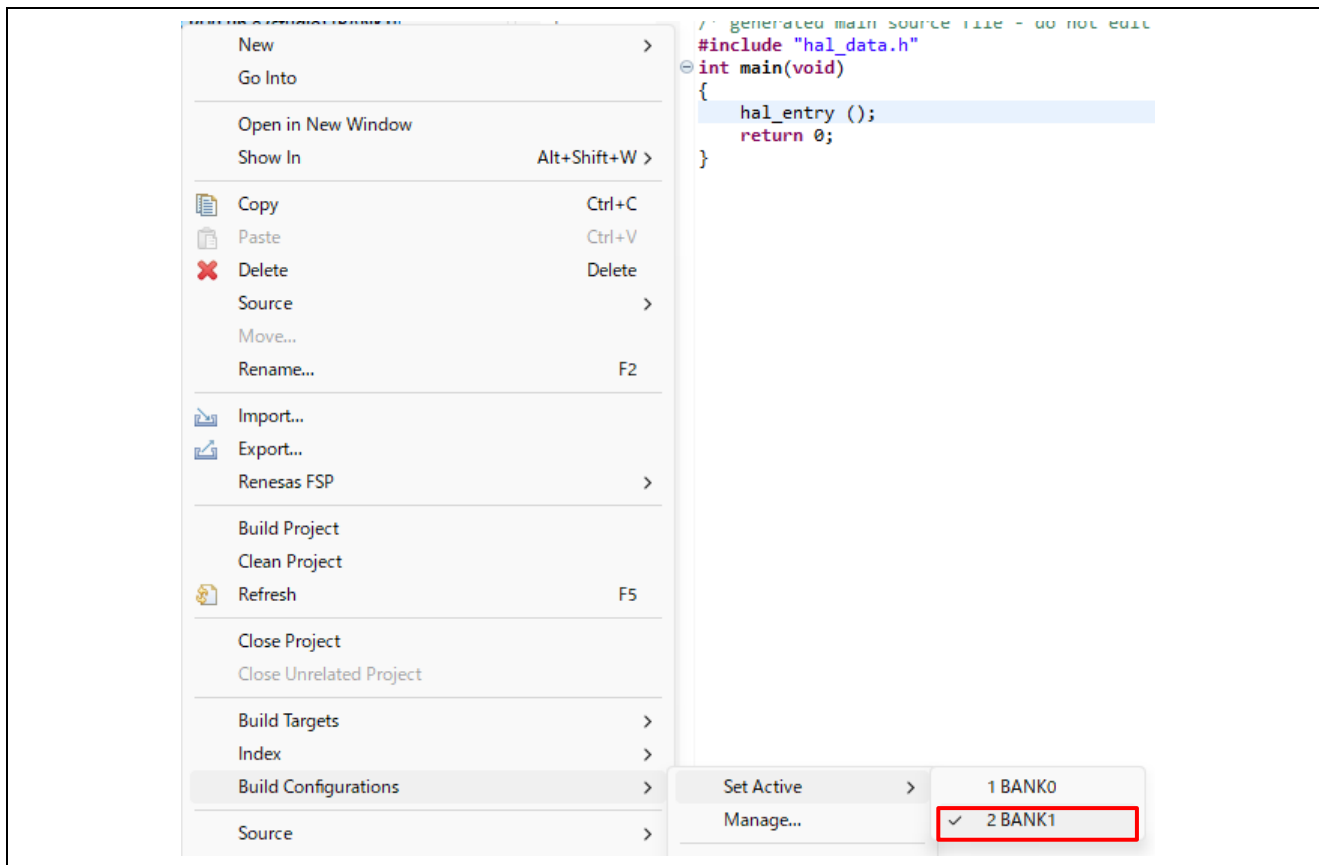 /* generated main source file - do not edit
New
#include "hal_data.h"
int main(void)
Go Into
{
hal_entry ();
Open in New Window
return 0;
Show In Alt+Shift+W
}
Copy Ctrl+C
Paste Ctrl+V
Delete Delete
Source
Move...
Rename... F2
Import...
Export...
Renesas FSP
Build Project
Clean Project
Refresh F5
Close Project
Close Unrelated Project
Build Targets
Index
Build Configurations
Set Active
1 BANK0
Manage...
2 BANK1
Source